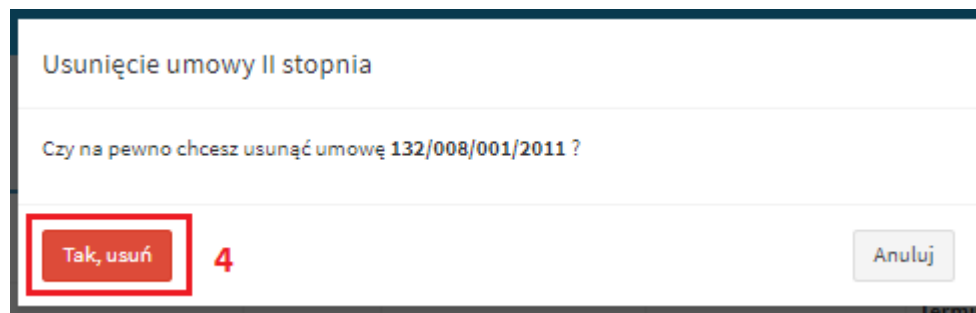 Usunięcie umowy II stopnia
Czy na pewno chcesz usunąć umowę 132/008/001/2011 ?
Tak, usuń 4 Anuluj